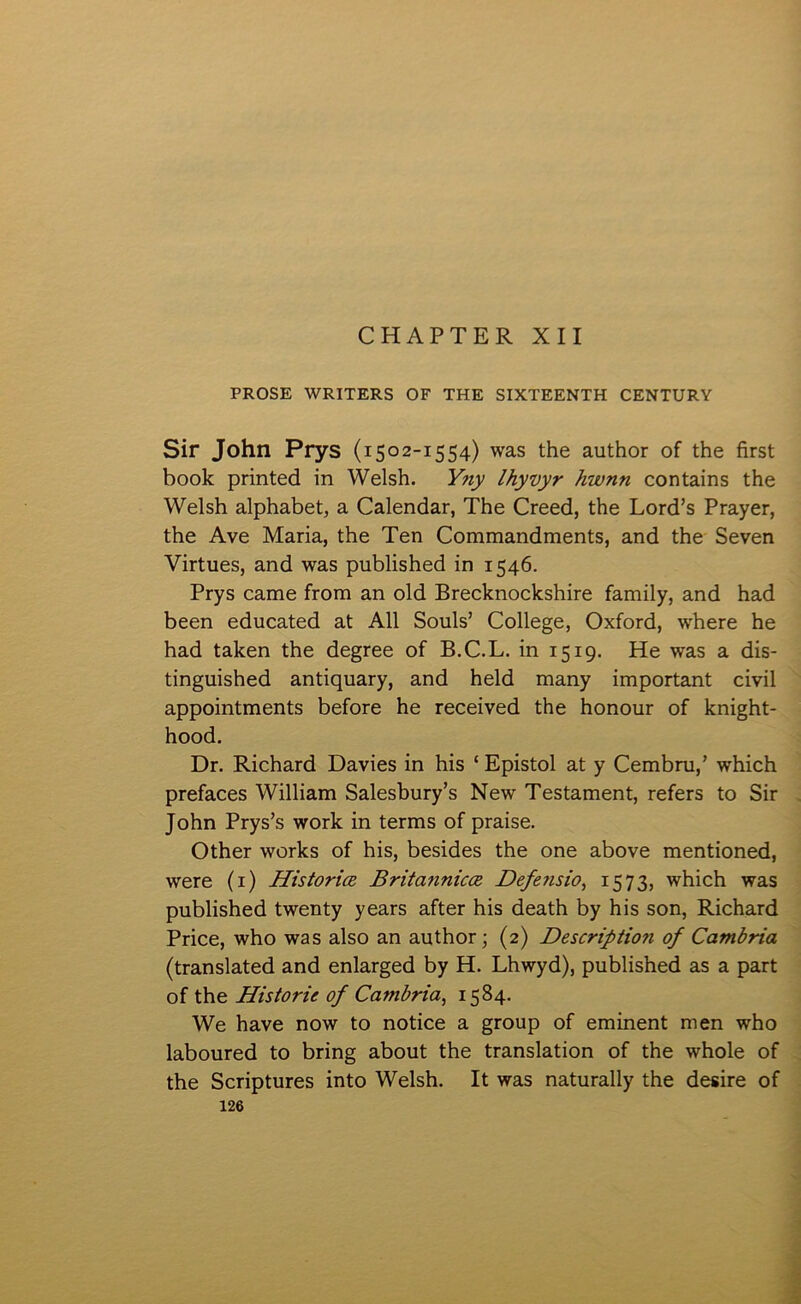 CHAPTER XII
PROSE WRITERS OF THE SIXTEENTH CENTURY
Sir John Prys (1502-1554) was the author of the first
book printed in Welsh. Yny lhyvyr hwnn contains the
Welsh alphabet, a Calendar, The Creed, the Lord’s Prayer,
the Ave Maria, the Ten Commandments, and the Seven
Virtues, and was published in 1546.
Prys came from an old Brecknockshire family, and had
been educated at All Souls’ College, Oxford, where he
had taken the degree of B.C.L. in 1519. He was a dis-
tinguished antiquary, and held many important civil
appointments before he received the honour of knight-
hood.
Dr. Richard Davies in his ‘Epistol at y Cembru,’ which
prefaces William Salesbury’s New Testament, refers to Sir
John Prys’s work in terms of praise.
Other works of his, besides the one above mentioned,
were (1) Historiæ Britannicæ Defensio, 1573, which was
published twenty years after his death by his son, Richard
Price, who was also an author; (2) Description of Cambria
(translated and enlarged by H. Lhwyd), published as a part
of the Historie of Cambria, 1584.
We have now to notice a group of eminent men who
laboured to bring about the translation of the whole of
the Scriptures into Welsh. It was naturally the desire of
126